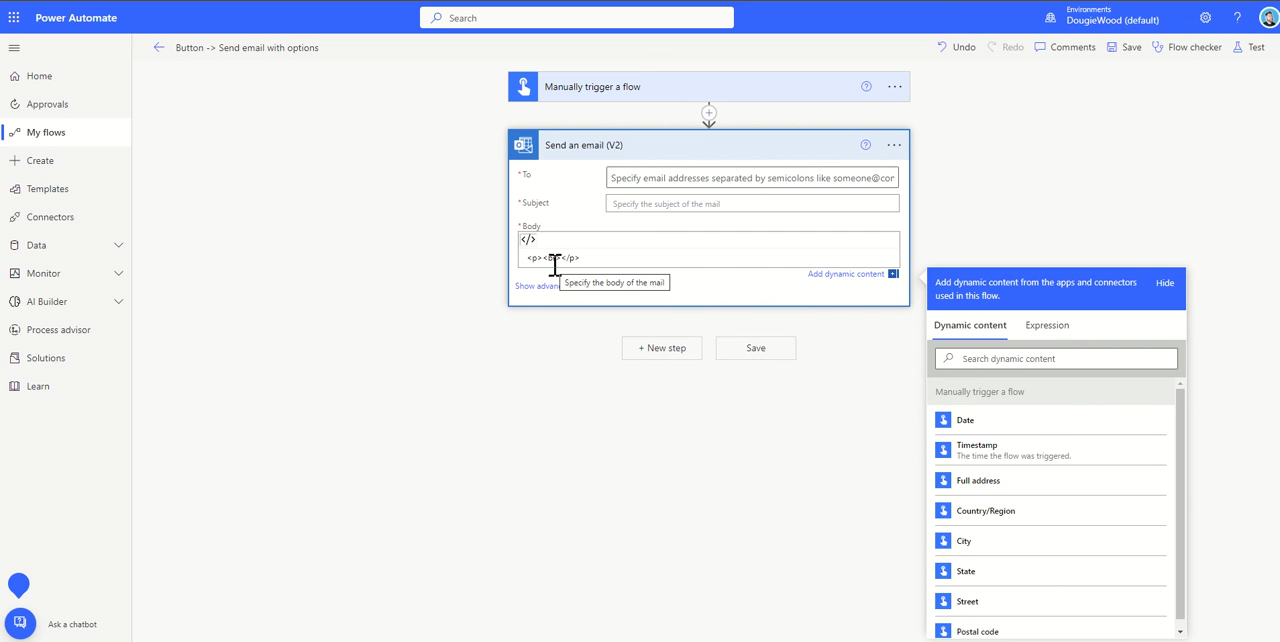 Power Automate
Search
Environments
DougieWood (default)
?
Button -> Send email with options
Undo
Redo
Comments
Save
Flow checker
Test
Home
Approvals
My flows
Create
Templates
Connectors
Data
Monitor
AI Builder
Process advisor
Solutions
Learn
Ask a chatbot
Manually trigger a flow
Send an email (V2)
* To
Specify email addresses separated by semicolons like someone@con
* Subject
Specify the subject of the mail
* Body
</>
</p>
Specify the body of the mail
Add dynamic content
Show
+ New step
Save
Add dynamic content from the apps and connectors
used in this flow.
Hide
Dynamic content
Expression
Search dynamic content
Manually trigger a flow
Date
Timestamp
The time the flow was triggered.
Full address
Country/Region
City
State
Street
Postal code